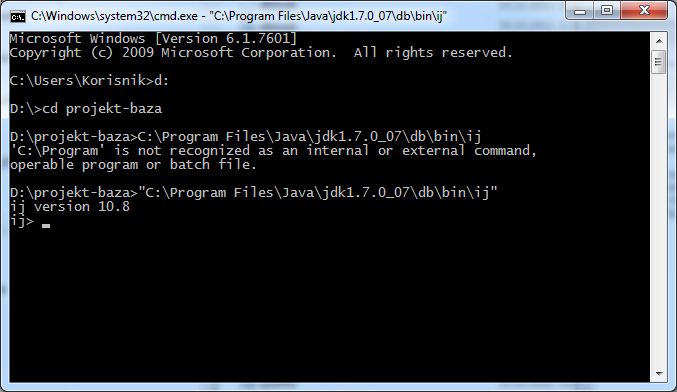 C:\Windows\system32\cmd.exe - "C:\Program Files\Java\jdk1.7.0_07\db\bin\ij"
Microsoft Windows [Version 6.1.7601]
Copyright (c) 2009 Microsoft Corporation.  All rights reserved.
C:\Users\Korisnik>d:
D:\>cd projekt-baza
D:\projekt-baza>C:\Program Files\Java\jdk1.7.0_07\db\bin\ij
'C:\Program' is not recognized as an internal or external command,
operable program or batch file.
D:\projekt-baza>"C:\Program Files\Java\jdk1.7.0_07\db\bin\ij"
ij version 10.8
ij>